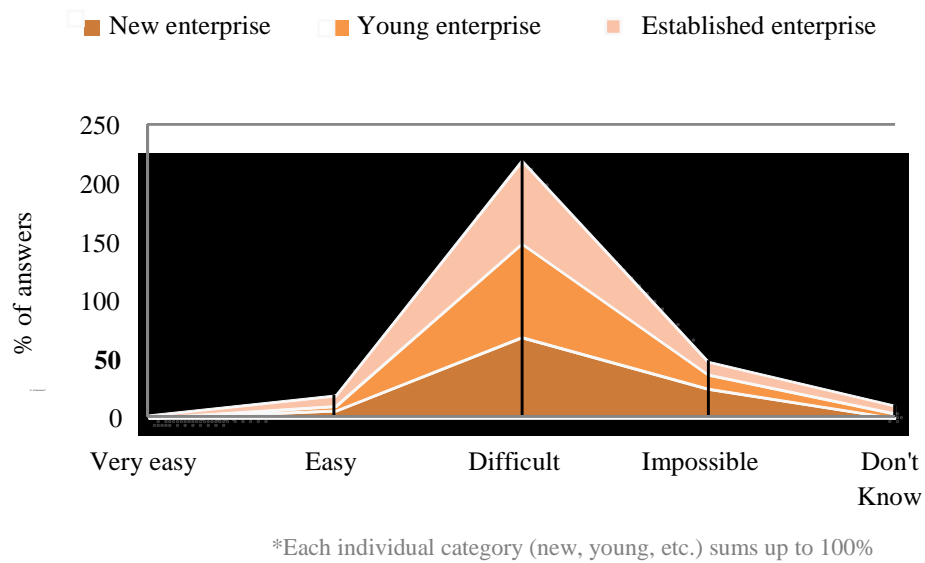 New enterprise Young enterprise Established enterprise
250
200
150
100
50
0
% of answers
Very easy Easy Difficult Impossible Don't
Know
*Each individual category (new, young, etc.) sums up to 100%